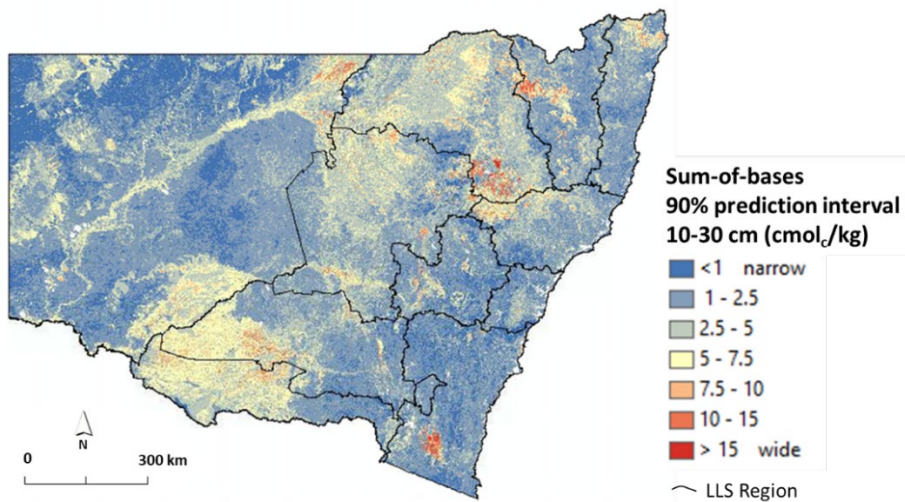 Sum-of-bases
90% prediction interval
10-30 cm (cmolc/kg)
<1 narrow
1 - 2.5
2.5 - 5
5 - 7.5
7.5 - 10
10 - 15
> 15 wide
LLS Region
N
0 300 km